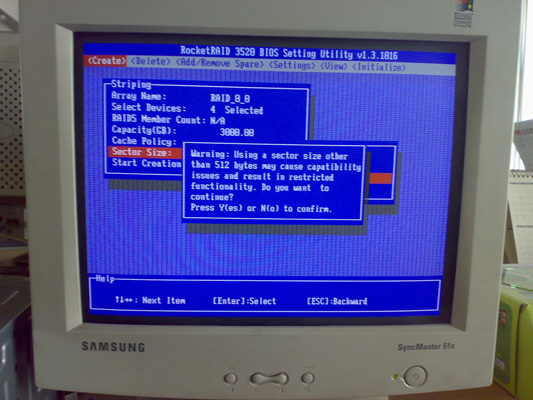 RocketRAID 3520 BIOS Setting Utility v1.3.1016
<Create> <Delete> <Add/Remove Spare> <Settings> <View> <Initialize>
Striping
Array Name: RAID_0_0
Select Devices: 4 Selected
RAID5 Member Count: N/A
Capacity(GB): 3000.00
Cache Policy:
Sector Size:
Start Creation
Warning: Using a sector size other
than 512 bytes may cause capatibility
issues and result in restricted
functionality. Do you want to
continue?
Press Y(es) or N(o) to confirm.
Help
↑↓↔: Next Item [Enter]:Select [ESC]:Backward
SAMSUNG
SyncMaster 51s